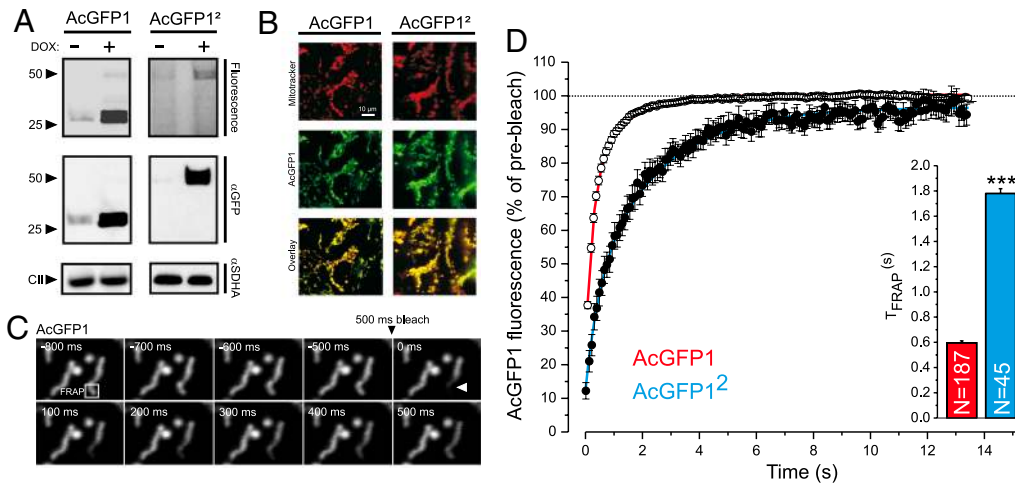 A
AcGFP1 AcGFP1²
DOX: – + – +
50
25
Fluorescence
50
25
αGFP
CII
αSDHA
B
AcGFP1 AcGFP1²
Mitotracker
10 µm
AcGFP1
Overlay
C
AcGFP1
500 ms bleach
-800 ms -700 ms -600 ms -500 ms 0 ms
FRAP
100 ms 200 ms 300 ms 400 ms 500 ms
D
AcGFP1 fluorescence (% of pre-bleach)
110
100
90
80
70
60
50
40
30
20
10
0
0 2 4 6 8 10 12 14
Time (s)
AcGFP1
AcGFP1²
TFRAP (s)
2.0
1.8
1.6
1.4
1.2
1.0
0.8
0.6
0.4
0.2
0
***
N=187
N=45